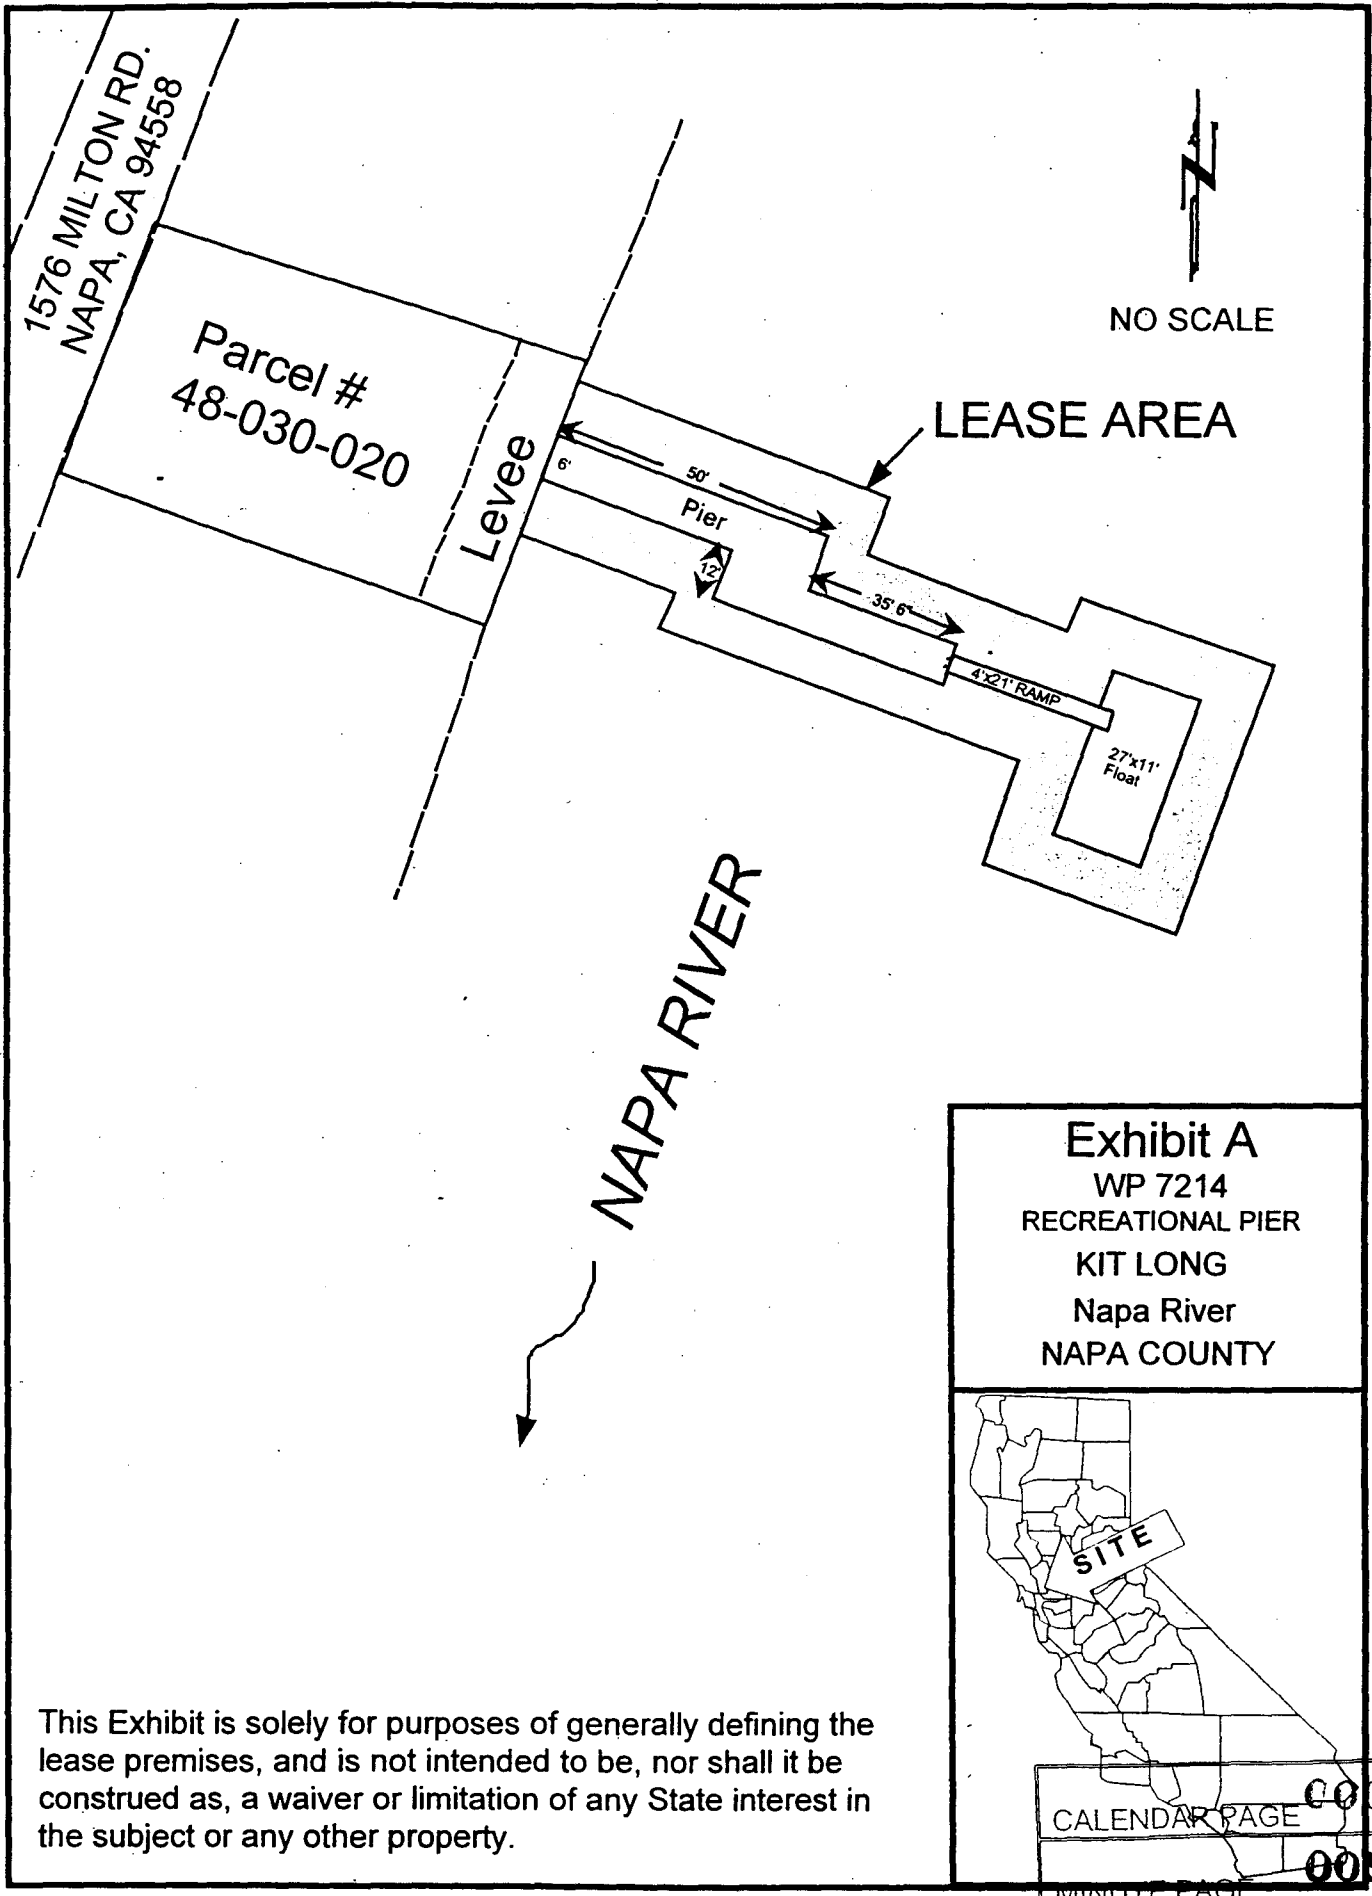 1576 MILTON RD.
NAPA, CA 94558
NO SCALE
Parcel #
48-030-020
LEASE AREA
Levee
6'
50'
Pier
12'
35' 6"
4'x21' RAMP
27'x11'
Float
NAPA RIVER
Exhibit A
WP 7214
RECREATIONAL PIER
KIT LONG
Napa River
NAPA COUNTY
SITE
This Exhibit is solely for purposes of generally defining the
lease premises, and is not intended to be, nor shall it be
construed as, a waiver or limitation of any State interest in
the subject or any other property.
CALENDAR PAGE